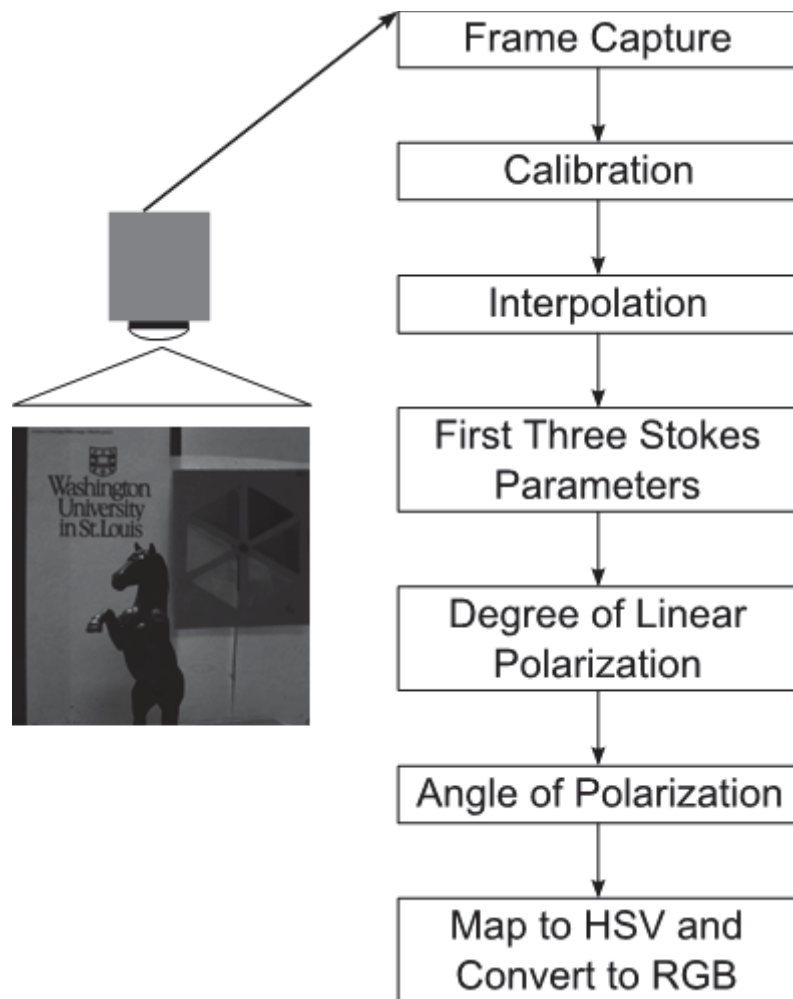 Frame Capture
Calibration
Interpolation
First Three Stokes
Parameters
Degree of Linear
Polarization
Angle of Polarization
Map to HSV and
Convert to RGB
Washington
University
in St.Louis